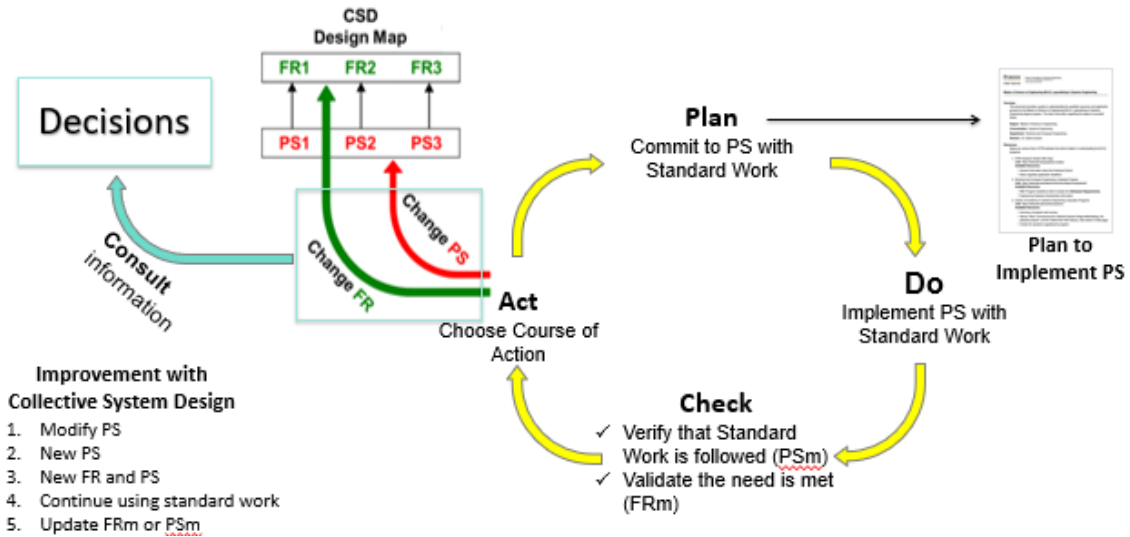 CSD
Design Map
FR1 FR2 FR3
PS1 PS2 PS3
Decisions
Change PS
Change FR
Consult
information
Plan
Commit to PS with
Standard Work
Plan to
Implement PS
Do
Implement PS with
Standard Work
Act
Choose Course of
Action
Check
✓ Verify that Standard
Work is followed (PSm)
✓ Validate the need is met
(FRm)
Improvement with
Collective System Design
1. Modify PS
2. New PS
3. New FR and PS
4. Continue using standard work
5. Update FRm or PSm